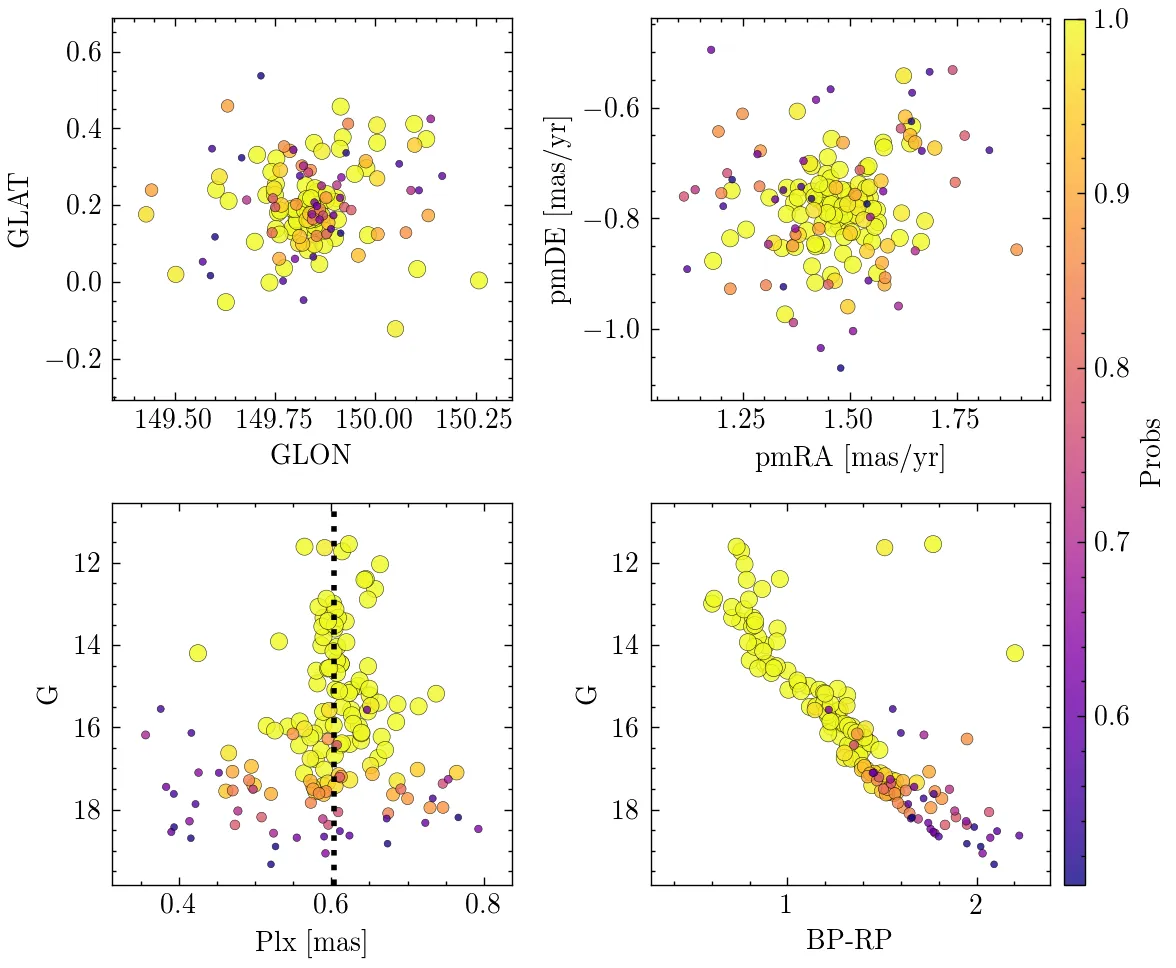 0.6
0.4
0.2
0.0
−0.2
GLAT
149.50 149.75 150.00 150.25
GLON
−0.6
−0.8
−1.0
pmDE [mas/yr]
1.25 1.50 1.75
pmRA [mas/yr]
12
14
16
18
G
0.4 0.6 0.8
Plx [mas]
12
14
16
18
G
1 2
BP-RP
1.0
0.9
0.8
0.7
0.6
Probs